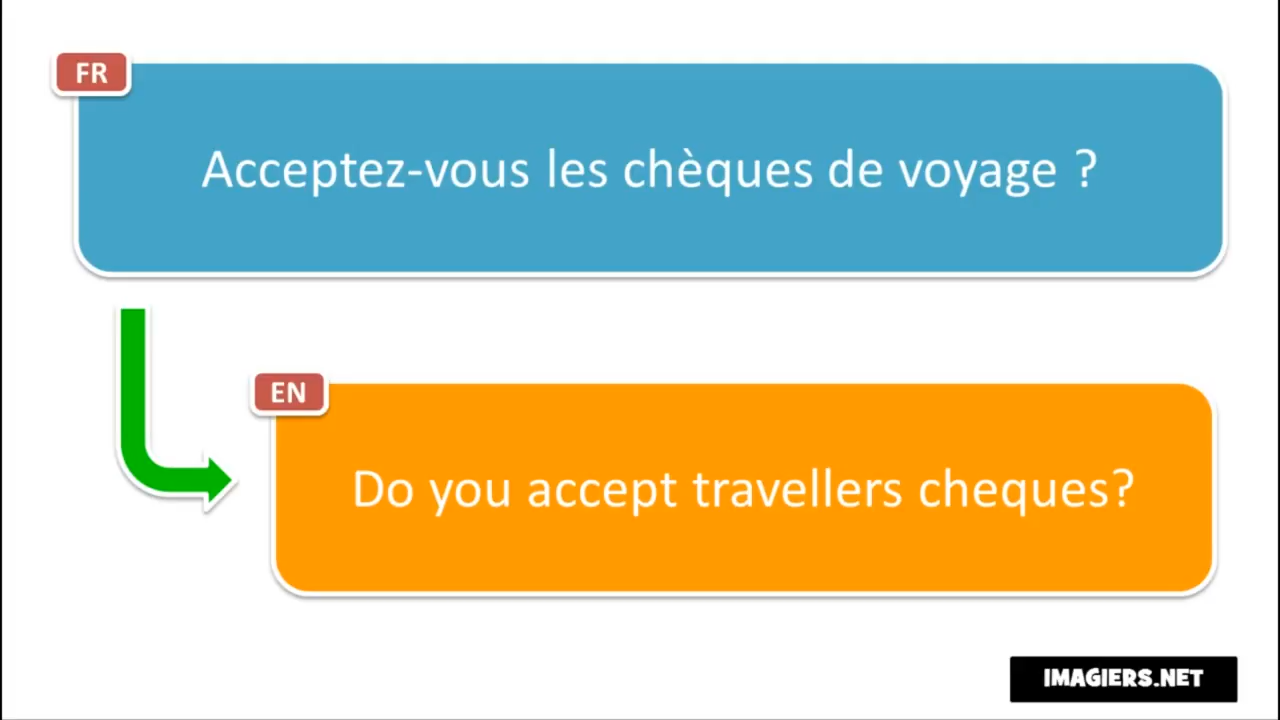 FR
Acceptez-vous les chèques de voyage ?
EN
Do you accept travellers cheques?
IMAGIERS.NET